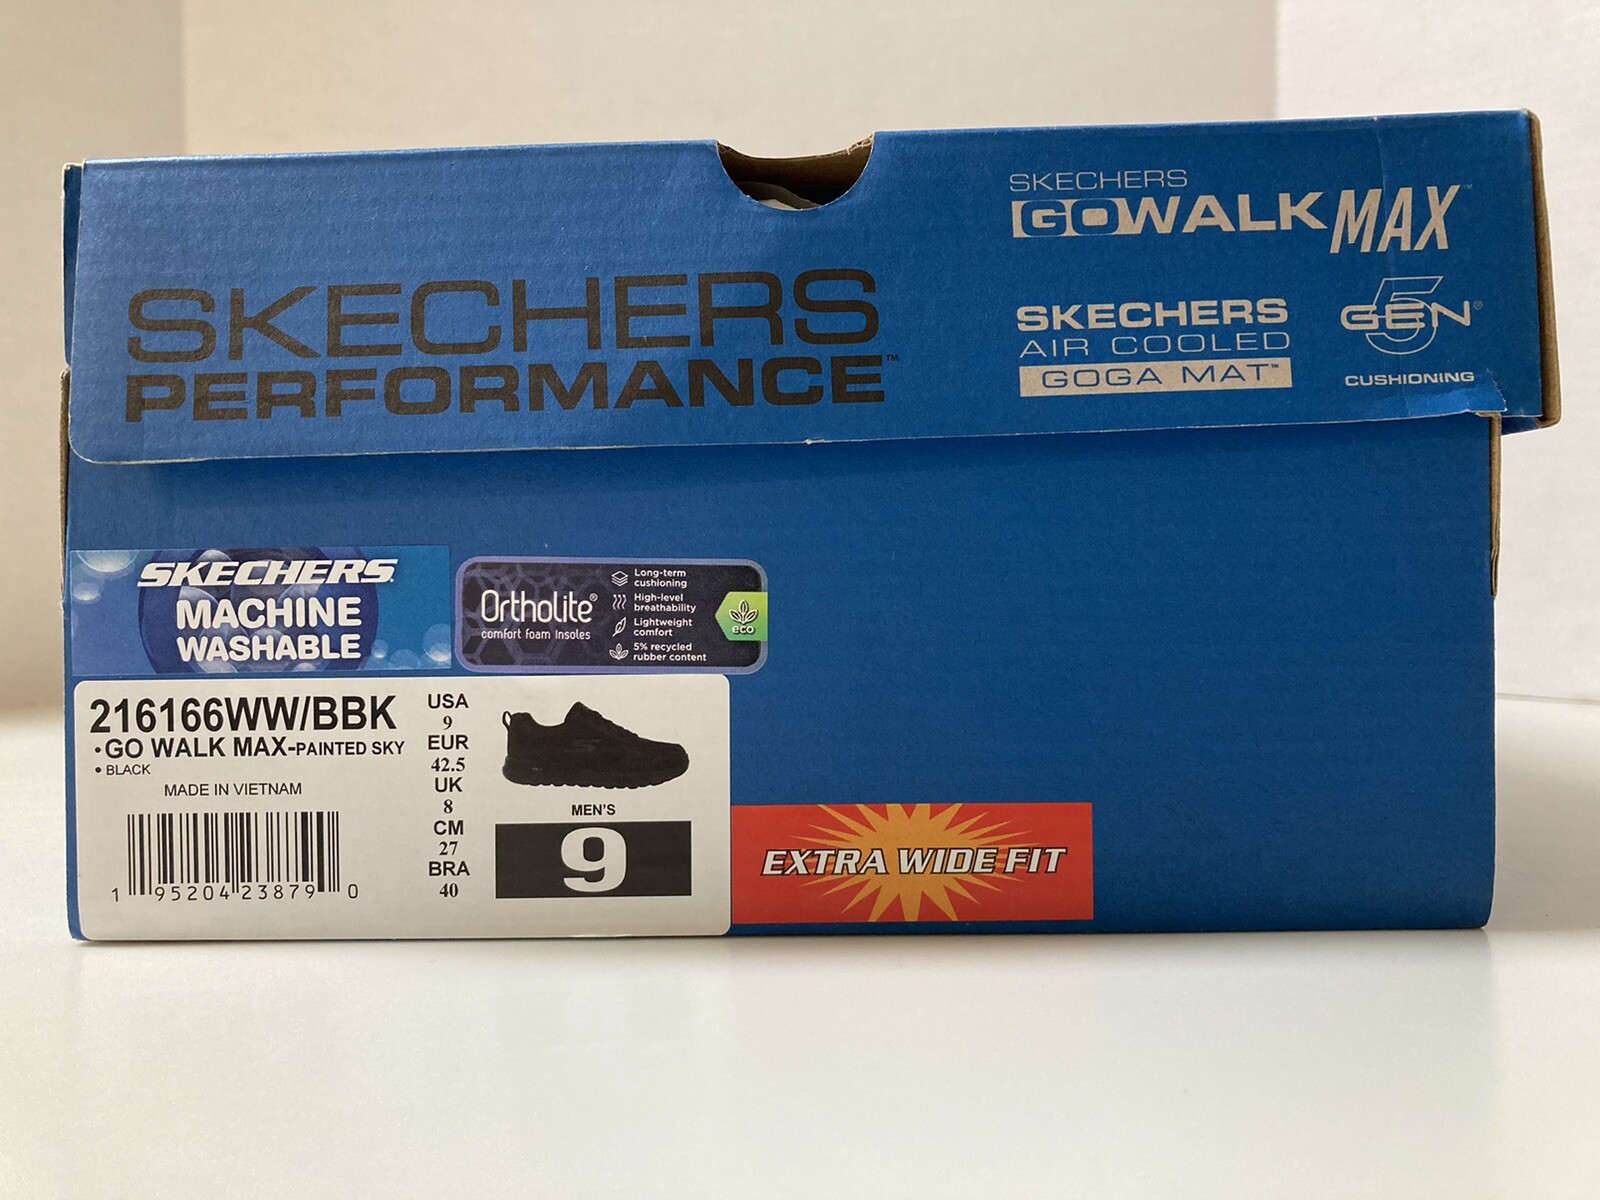 SKECHERS
GOWALK MAX™
SKECHERS
PERFORMANCE™
SKECHERS
AIR COOLED
GOGA MAT™
5
GEN®
CUSHIONING
SKECHERS
MACHINE
WASHABLE
Ortholite®
comfort foam insoles
Long-term
cushioning
High-level
breathability
Lightweight
comfort
5% recycled
rubber content
eco
216166WW/BBK
• GO WALK MAX-PAINTED SKY
• BLACK
MADE IN VIETNAM
1 95204 23879 0
USA
9
EUR
42.5
UK
8
CM
27
BRA
40
MEN'S
9
EXTRA WIDE FIT